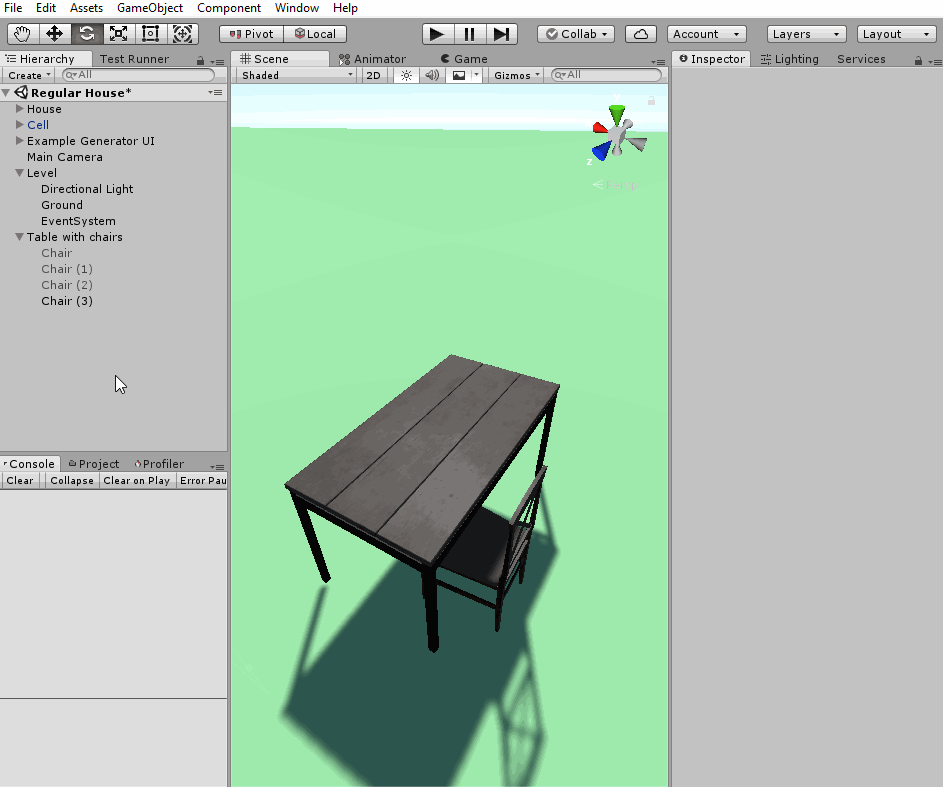 File Edit Assets GameObject Component Window Help
Pivot Local Collab Account Layers Layout
Hierarchy Test Runner Scene Animator Game Inspector Lighting Services
Create All Shaded 2D Gizmos All
Regular House*
House
Cell
Example Generator UI
Main Camera
Level
Directional Light
Ground
EventSystem
Table with chairs
Chair
Chair (1)
Chair (2)
Chair (3)
z
Console Project Profiler
Clear Collapse Clear on Play Error Pau